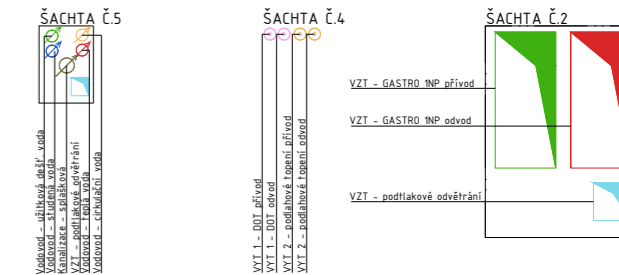 ŠACHTA Č.5
Vodovod - užitková dešť. voda
Vodovod - studená voda
Kanalizace - splašková
VZT - podtlakové odvětrání
Vodovod - teplá voda
Vodovod - cirkulační voda
ŠACHTA Č.4
VYT 1 - DOT přívod
VYT 1 - DOT odvod
VYT 2 - podlahové topení přívod
VYT 2 - podlahové topení odvod
ŠACHTA Č.2
VZT - GASTRO 1NP přívod
VZT - GASTRO 1NP odvod
VZT - podtlakové odvětrání